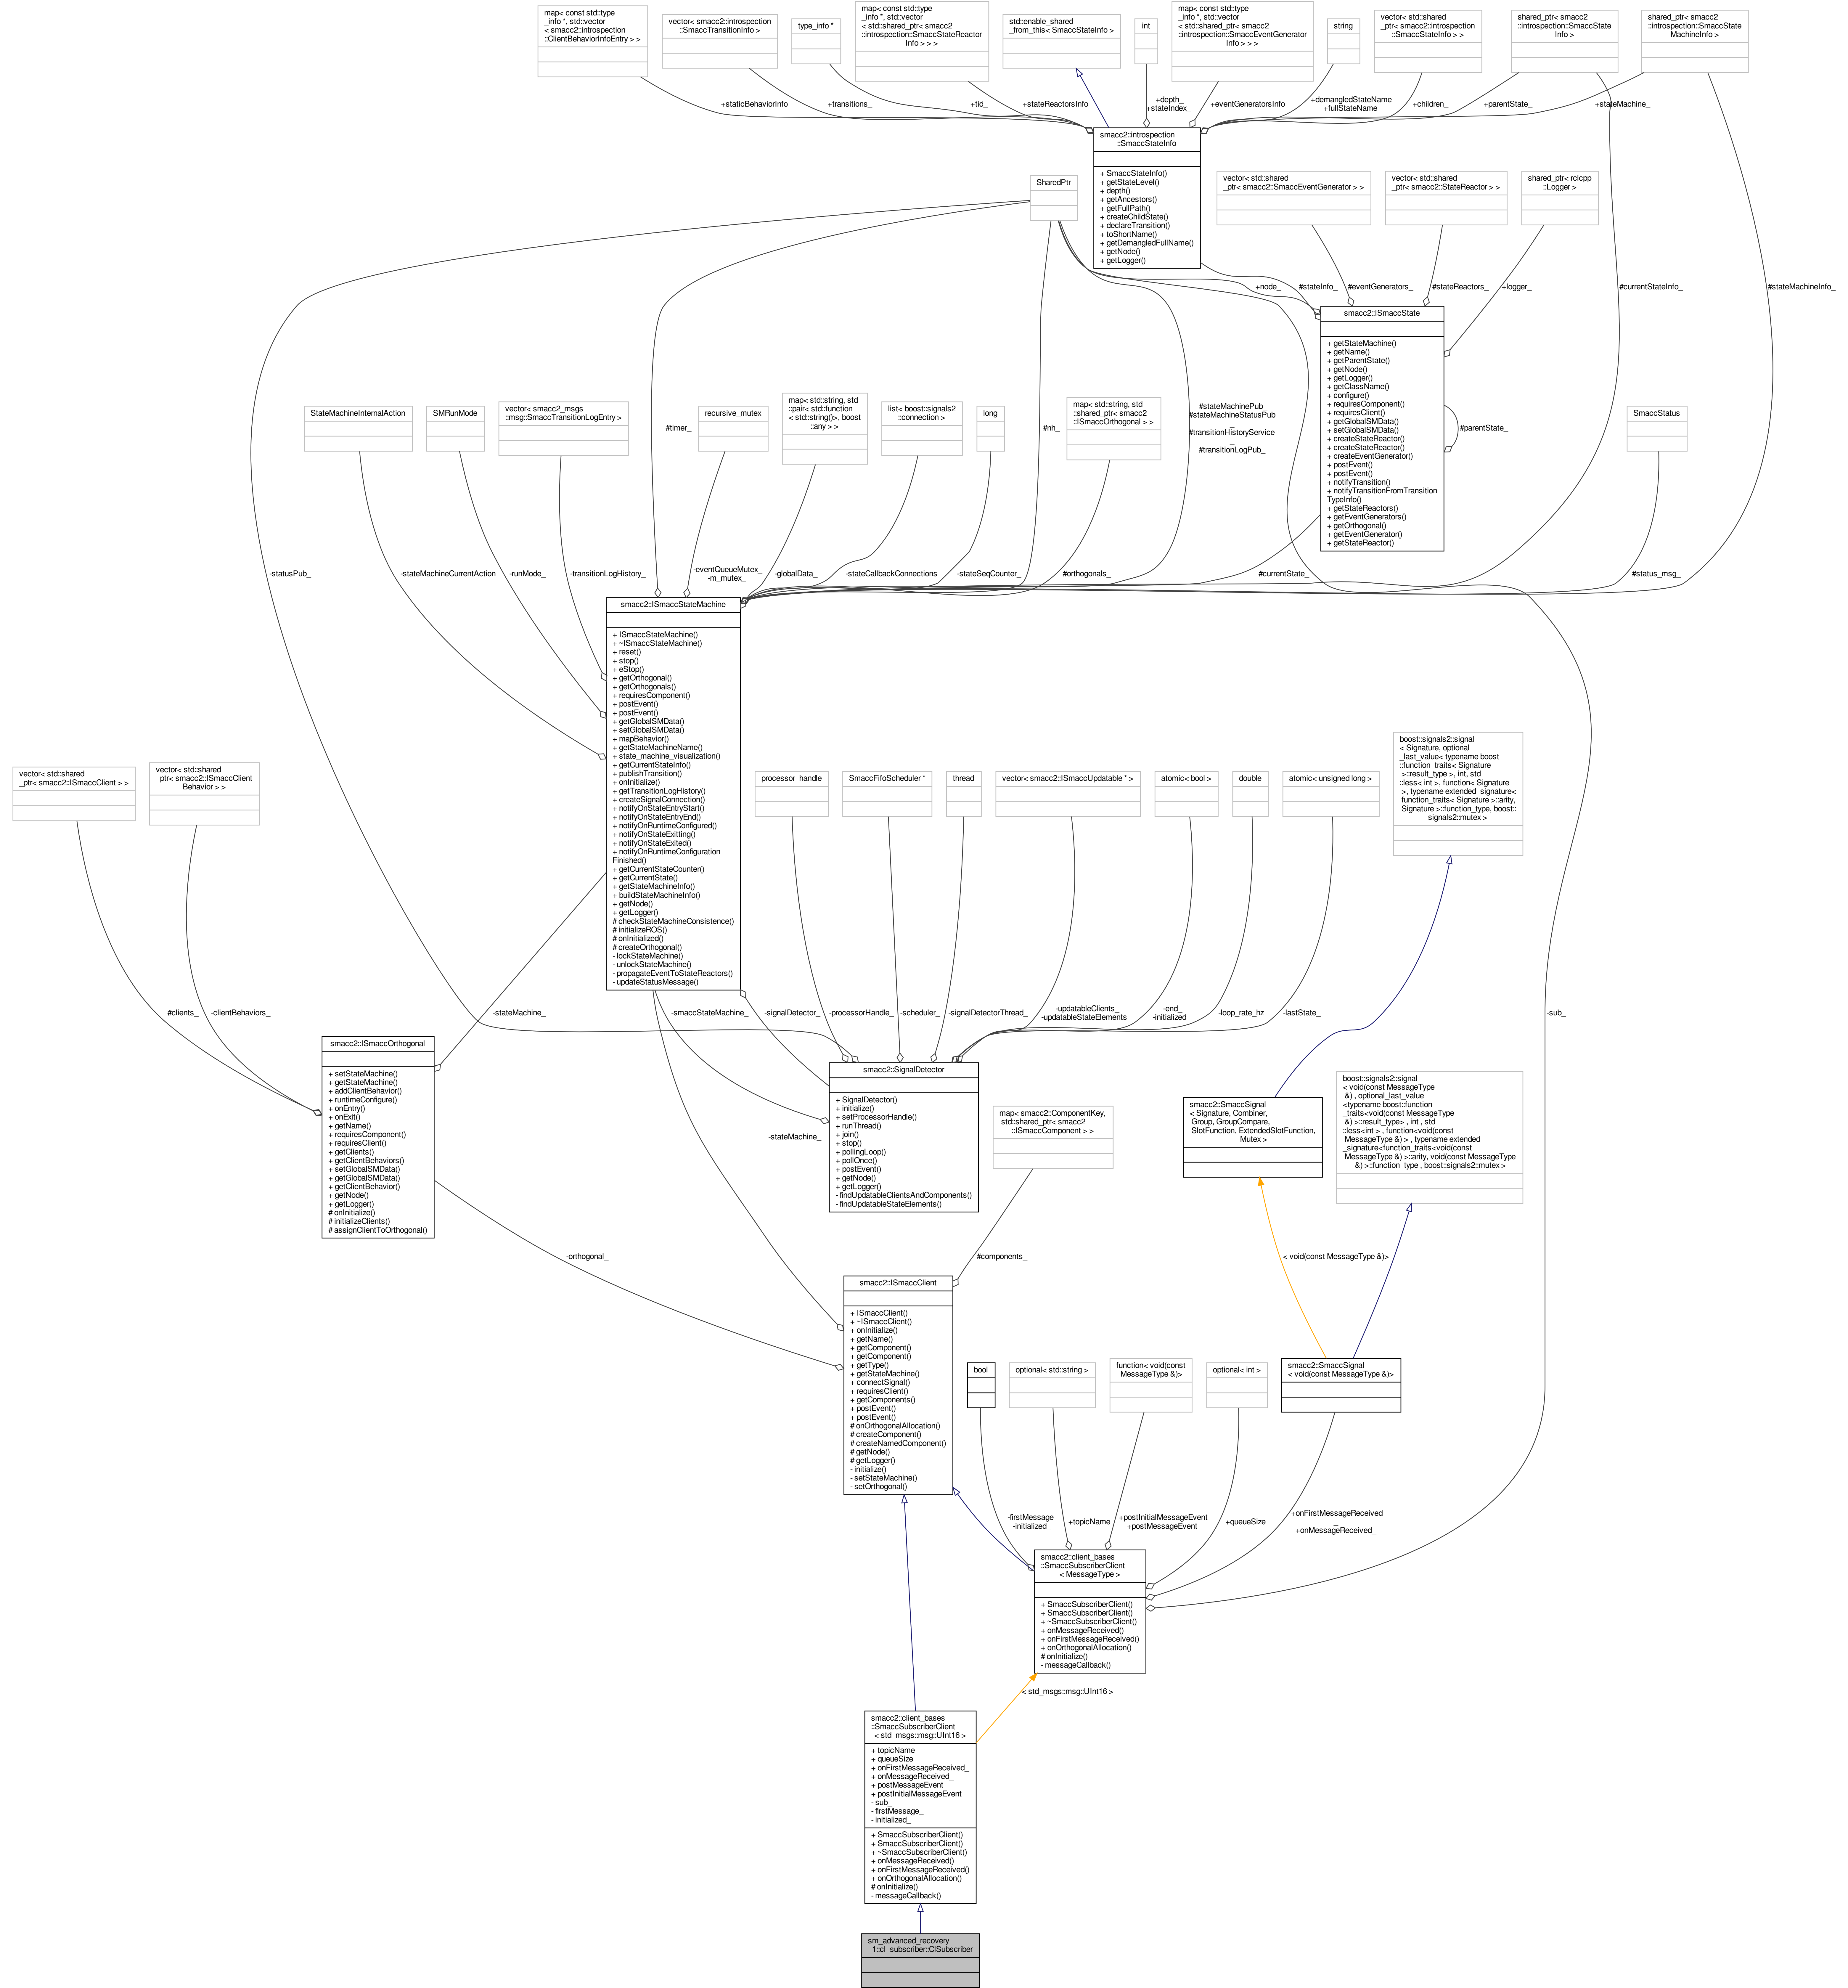 map< const std::type
_info *, std::vector
< smacc2::introspection
::ClientBehaviorInfoEntry > >
vector< smacc2::introspection
::SmaccTransitionInfo >
type_info *
map< const std::type
_info *, std::vector
< std::shared_ptr< smacc2
::introspection::SmaccStateReactor
Info > > >
std::enable_shared
_from_this< SmaccStateInfo >
int
map< const std::type
_info *, std::vector
< std::shared_ptr< smacc2
::introspection::SmaccEventGenerator
Info > > >
string
vector< std::shared
_ptr< smacc2::introspection
::SmaccStateInfo > >
shared_ptr< smacc2
::introspection::SmaccState
Info >
shared_ptr< smacc2
::introspection::SmaccState
MachineInfo >
+staticBehaviorInfo
+transitions_
+tid_
+stateReactorsInfo
+depth_
+stateIndex_
+eventGeneratorsInfo
+demangledStateName
+fullStateName
+children_
+parentState_
+stateMachine_
smacc2::introspection
::SmaccStateInfo
+ SmaccStateInfo()
+ getStateLevel()
+ depth()
+ getAncestors()
+ getFullPath()
+ createChildState()
+ declareTransition()
+ toShortName()
+ getDemangledFullName()
+ getNode()
+ getLogger()
SharedPtr
vector< std::shared
_ptr< smacc2::SmaccEventGenerator > >
vector< std::shared
_ptr< smacc2::StateReactor > >
shared_ptr< rclcpp
::Logger >
+node_
#stateInfo_
#eventGenerators_
#stateReactors_
+logger_
#currentStateInfo_
#stateMachineInfo_
smacc2::ISmaccState
+ getStateMachine()
+ getName()
+ getParentState()
+ getNode()
+ getLogger()
+ getClassName()
+ configure()
+ requiresComponent()
+ requiresClient()
+ getGlobalSMData()
+ setGlobalSMData()
+ createStateReactor()
+ createStateReactor()
+ createEventGenerator()
+ postEvent()
+ postEvent()
+ notifyTransition()
+ notifyTransitionFromTransition
TypeInfo()
+ getStateReactors()
+ getEventGenerators()
+ getOrthogonal()
+ getEventGenerator()
+ getStateReactor()
#parentState_
StateMachineInternalAction
SMRunMode
vector< smacc2_msgs
::msg::SmaccTransitionLogEntry >
#timer_
recursive_mutex
map< std::string, std
::pair< std::function
< std::string()>, boost
::any > >
list< boost::signals2
::connection >
long
#nh_
map< std::string, std
::shared_ptr< smacc2
::ISmaccOrthogonal > >
#stateMachinePub_
#stateMachineStatusPub
_
#transitionHistoryService
_
#transitionLogPub_
SmaccStatus
-statusPub_
-stateMachineCurrentAction
-runMode_
-transitionLogHistory_
-eventQueueMutex_
-m_mutex_
-globalData_
-stateCallbackConnections
-stateSeqCounter_
#orthogonals_
#currentState_
#status_msg_
smacc2::ISmaccStateMachine
+ ISmaccStateMachine()
+ ~ISmaccStateMachine()
+ reset()
+ stop()
+ eStop()
+ getOrthogonal()
+ getOrthogonals()
+ requiresComponent()
+ postEvent()
+ postEvent()
+ getGlobalSMData()
+ setGlobalSMData()
+ mapBehavior()
+ getStateMachineName()
+ state_machine_visualization()
+ getCurrentStateInfo()
+ publishTransition()
+ onInitialize()
+ getTransitionLogHistory()
+ createSignalConnection()
+ notifyOnStateEntryStart()
+ notifyOnStateEntryEnd()
+ notifyOnRuntimeConfigured()
+ notifyOnStateExitting()
+ notifyOnStateExited()
+ notifyOnRuntimeConfiguration
Finished()
+ getCurrentStateCounter()
+ getCurrentState()
+ getStateMachineInfo()
+ buildStateMachineInfo()
+ getNode()
+ getLogger()
# checkStateMachineConsistence()
# initializeROS()
# onInitialized()
# createOrthogonal()
- lockStateMachine()
- unlockStateMachine()
- propagateEventToStateReactors()
- updateStatusMessage()
vector< std::shared
_ptr< smacc2::ISmaccClient > >
vector< std::shared
_ptr< smacc2::ISmaccClient
Behavior > >
processor_handle
SmaccFifoScheduler *
thread
vector< smacc2::ISmaccUpdatable * >
atomic< bool >
double
atomic< unsigned long >
boost::signals2::signal
< Signature, optional
_last_value< typename boost
::function_traits< Signature
>::result_type >, int, std
::less< int >, function< Signature
>, typename extended_signature<
function_traits< Signature >::arity,
Signature >::function_type, boost::
signals2::mutex >
#clients_
-clientBehaviors_
-stateMachine_
-smaccStateMachine_
-signalDetector_
-processorHandle_
-scheduler_
-signalDetectorThread_
-updatableClients_
-updatableStateElements_
-end_
-initialized_
-loop_rate_hz
-lastState_
-sub_
smacc2::ISmaccOrthogonal
+ setStateMachine()
+ getStateMachine()
+ addClientBehavior()
+ runtimeConfigure()
+ onEntry()
+ onExit()
+ getName()
+ requiresComponent()
+ requiresClient()
+ getClients()
+ getClientBehaviors()
+ setGlobalSMData()
+ getGlobalSMData()
+ getClientBehavior()
+ getNode()
+ getLogger()
# onInitialize()
# initializeClients()
# assignClientToOrthogonal()
smacc2::SignalDetector
+ SignalDetector()
+ initialize()
+ setProcessorHandle()
+ runThread()
+ join()
+ stop()
+ pollingLoop()
+ pollOnce()
+ postEvent()
+ getNode()
+ getLogger()
- findUpdatableClientsAndComponents()
- findUpdatableStateElements()
-stateMachine_
map< smacc2::ComponentKey,
std::shared_ptr< smacc2
::ISmaccComponent > >
smacc2::SmaccSignal
< Signature, Combiner,
Group, GroupCompare,
SlotFunction, ExtendedSlotFunction,
Mutex >
boost::signals2::signal
< void(const MessageType
&) , optional_last_value
<typename boost::function
_traits<void(const MessageType
&) >::result_type> , int , std
::less<int > , function<void(const
MessageType &) > , typename extended
_signature<function_traits<void(const
MessageType &) >::arity, void(const MessageType
&) >::function_type , boost::signals2::mutex >
-orthogonal_
#components_
< void(const MessageType &)>
smacc2::ISmaccClient
+ ISmaccClient()
+ ~ISmaccClient()
+ onInitialize()
+ getName()
+ getComponent()
+ getComponent()
+ getType()
+ getStateMachine()
+ connectSignal()
+ requiresClient()
+ getComponents()
+ postEvent()
+ postEvent()
# onOrthogonalAllocation()
# createComponent()
# createNamedComponent()
# getNode()
# getLogger()
- initialize()
- setStateMachine()
- setOrthogonal()
bool
optional< std::string >
function< void(const
MessageType &)>
optional< int >
smacc2::SmaccSignal
< void(const MessageType &)>
-firstMessage_
-initialized_
+topicName
+postInitialMessageEvent
+postMessageEvent
+queueSize
+onFirstMessageReceived
_
+onMessageReceived_
smacc2::client_bases
::SmaccSubscriberClient
< MessageType >
+ SmaccSubscriberClient()
+ SmaccSubscriberClient()
+ ~SmaccSubscriberClient()
+ onMessageReceived()
+ onFirstMessageReceived()
+ onOrthogonalAllocation()
# onInitialize()
- messageCallback()
< std_msgs::msg::UInt16 >
smacc2::client_bases
::SmaccSubscriberClient
< std_msgs::msg::UInt16 >
+ topicName
+ queueSize
+ onFirstMessageReceived_
+ onMessageReceived_
+ postMessageEvent
+ postInitialMessageEvent
- sub_
- firstMessage_
- initialized_
+ SmaccSubscriberClient()
+ SmaccSubscriberClient()
+ ~SmaccSubscriberClient()
+ onMessageReceived()
+ onFirstMessageReceived()
+ onOrthogonalAllocation()
# onInitialize()
- messageCallback()
sm_advanced_recovery
_1::cl_subscriber::ClSubscriber